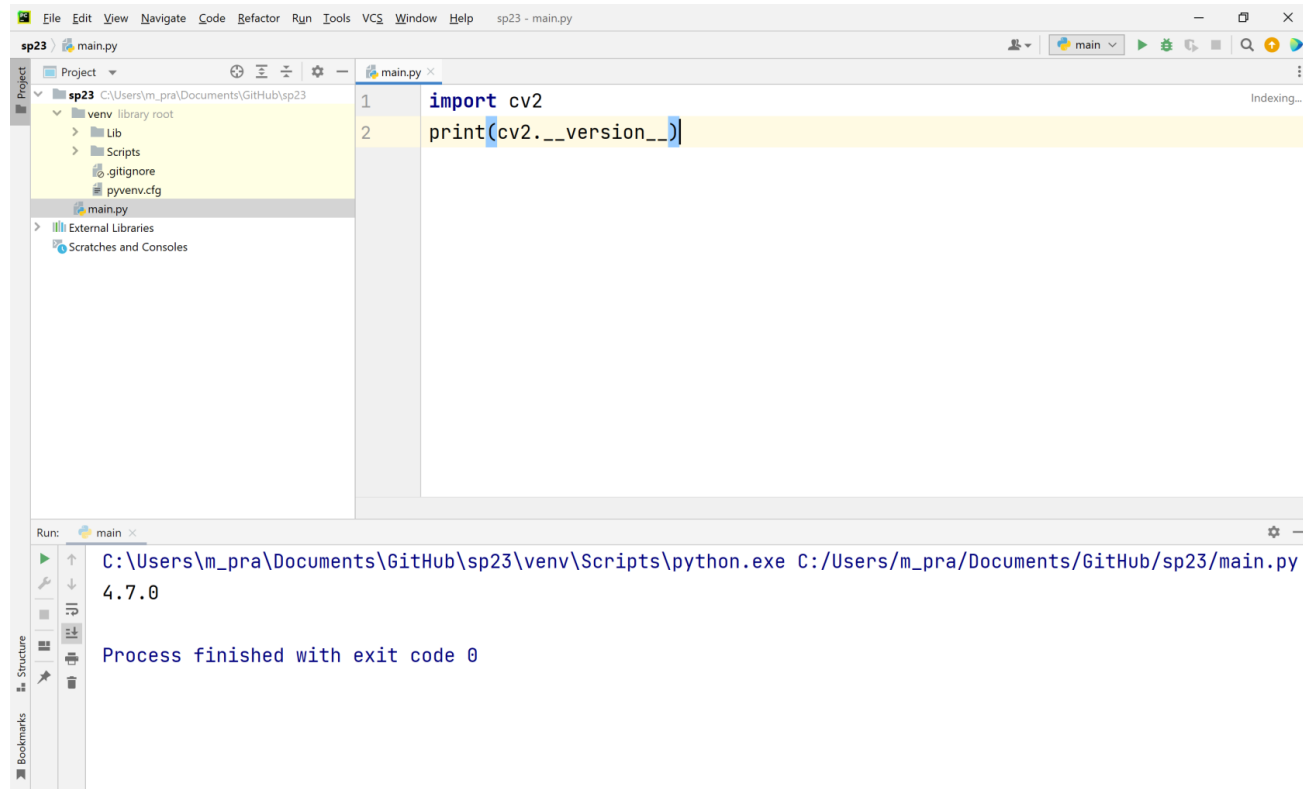 PC
File Edit View Navigate Code Refactor Run Tools VCS Window Help sp23 - main.py
sp23 main.py
main
Project
Project
main.py
sp23 C:\Users\m_pra\Documents\GitHub\sp23
venv library root
Lib
Scripts
.gitignore
pyvenv.cfg
main.py
External Libraries
Scratches and Consoles
1 import cv2
Indexing...
2 print(cv2.__version__)
Run: main
C:\Users\m_pra\Documents\GitHub\sp23\venv\Scripts\python.exe C:/Users/m_pra/Documents/GitHub/sp23/main.py
4.7.0
Process finished with exit code 0
Structure
Bookmarks